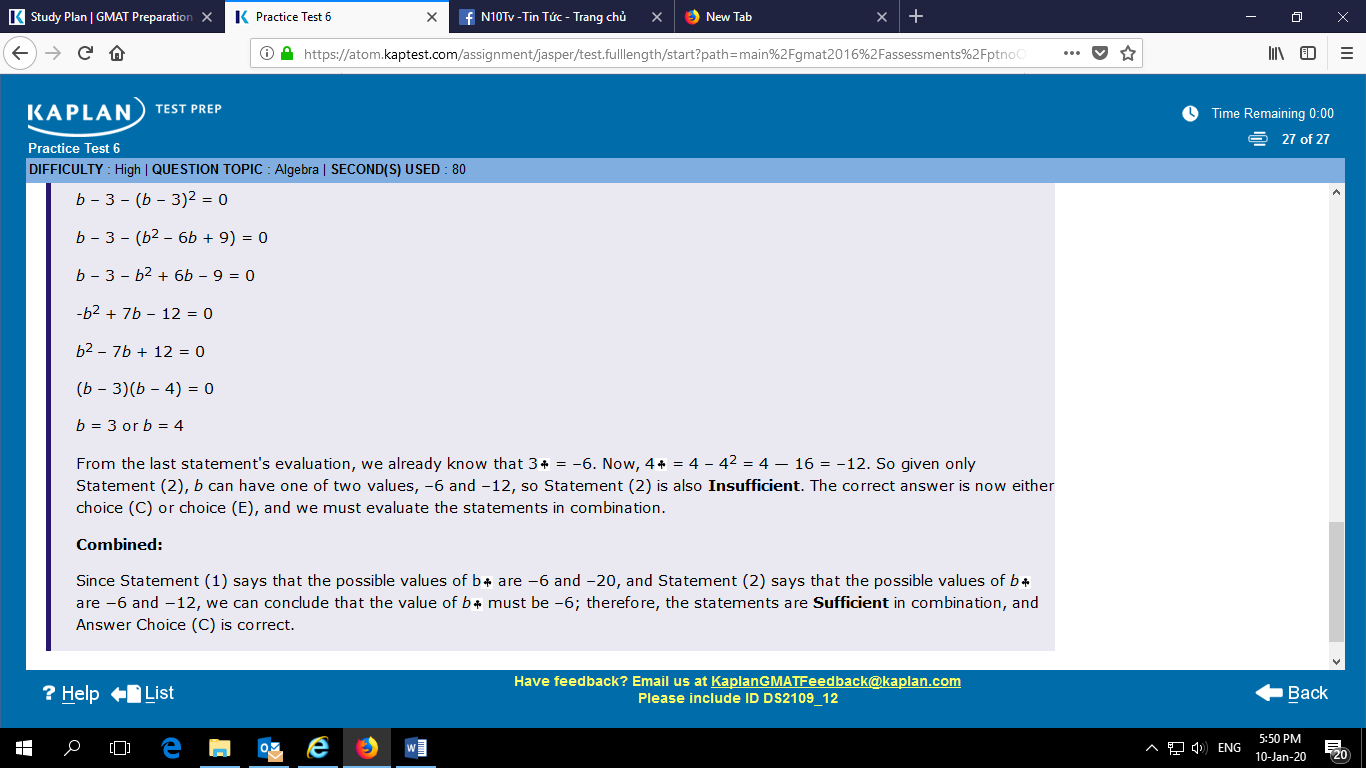 Study Plan | GMAT Preparation
Practice Test 6
N10Tv -Tin Tức - Trang chủ
New Tab
https://atom.kaptest.com/assignment/jasper/test.fulllength/start?path=main%2Fgmat2016%2Fassessments%2Fptno
KAPLAN TEST PREP
Time Remaining 0:00
Practice Test 6
27 of 27
DIFFICULTY : High | QUESTION TOPIC : Algebra | SECOND(S) USED : 80
b – 3 – (b – 3)² = 0
b – 3 – (b² – 6b + 9) = 0
b – 3 – b² + 6b – 9 = 0
-b² + 7b – 12 = 0
b² – 7b + 12 = 0
(b – 3)(b – 4) = 0
b = 3 or b = 4
From the last statement's evaluation, we already know that 3♣ = –6. Now, 4♣ = 4 – 4² = 4 — 16 = –12. So given only
Statement (2), b can have one of two values, –6 and –12, so Statement (2) is also Insufficient. The correct answer is now either
choice (C) or choice (E), and we must evaluate the statements in combination.
Combined:
Since Statement (1) says that the possible values of b♣ are –6 and –20, and Statement (2) says that the possible values of b♣
are –6 and –12, we can conclude that the value of b♣ must be –6; therefore, the statements are Sufficient in combination, and
Answer Choice (C) is correct.
? Help
List
Have feedback? Email us at KaplanGMATFeedback@kaplan.com
Please include ID DS2109_12
Back
ENG
5:50 PM
10-Jan-20
20